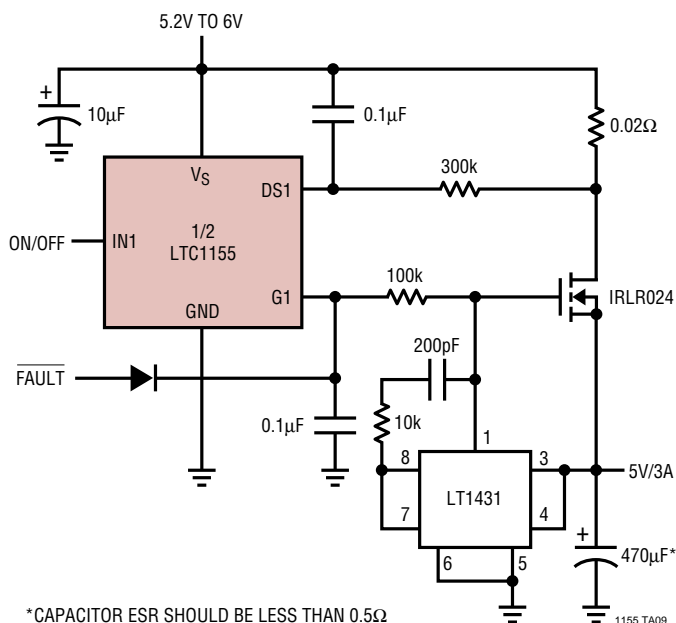 5.2V TO 6V
+
10µF
0.1µF
0.02Ω
300k
VS
DS1
ON/OFF
IN1
1/2
LTC1155
100k
G1
IRLR024
GND
200pF
FAULT
0.1µF
10k
1
8
3
5V/3A
LT1431
7
4
+
470µF*
6
5
*CAPACITOR ESR SHOULD BE LESS THAN 0.5Ω
1155 TA09